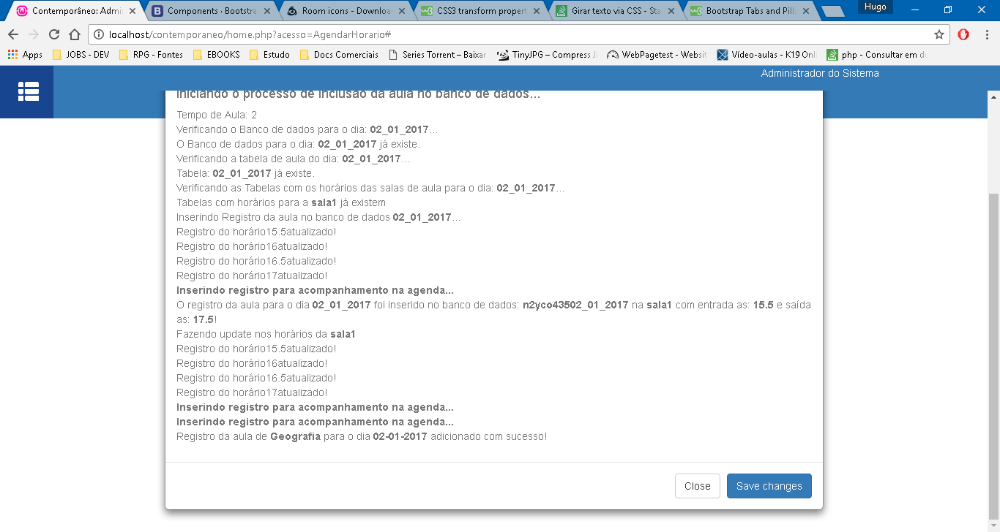 Hugo
Contemporâneo: Admi
Components · Bootstra
Room icons - Downloa
CSS3 transform propert
Girar texto via CSS - Sta
Bootstrap Tabs and Pill
localhost/contemporaneo/home.php?acesso=AgendarHorario#
Apps
JOBS - DEV
RPG - Fontes
EBOOKS
Estudo
Docs Comerciais
Series Torrent – Baixar
TinyJPG – Compress J
WebPagetest - Websit
Vídeo-aulas - K19 Onl
php - Consultar em du
Administrador do Sistema
Iniciando o processo de inclusão da aula no banco de dados...
Tempo de Aula: 2
Verificando o Banco de dados para o dia: 02_01_2017...
O Banco de dados para o dia: 02_01_2017 já existe.
Verificando a tabela de aula do dia: 02_01_2017...
Tabela: 02_01_2017 já existe.
Verificando as Tabelas com os horários das salas de aula para o dia: 02_01_2017...
Tabelas com horários para a sala1 já existem
Inserindo Registro da aula no banco de dados 02_01_2017...
Registro do horário15.5atualizado!
Registro do horário16atualizado!
Registro do horário16.5atualizado!
Registro do horário17atualizado!
Inserindo registro para acompanhamento na agenda...
O registro da aula para o dia 02_01_2017 foi inserido no banco de dados: n2yco43502_01_2017 na sala1 com entrada as: 15.5 e saída
as: 17.5!
Fazendo update nos horários da sala1
Registro do horário15.5atualizado!
Registro do horário16atualizado!
Registro do horário16.5atualizado!
Registro do horário17atualizado!
Inserindo registro para acompanhamento na agenda...
Inserindo registro para acompanhamento na agenda...
Registro da aula de Geografia para o dia 02-01-2017 adicionado com sucesso!
Close
Save changes